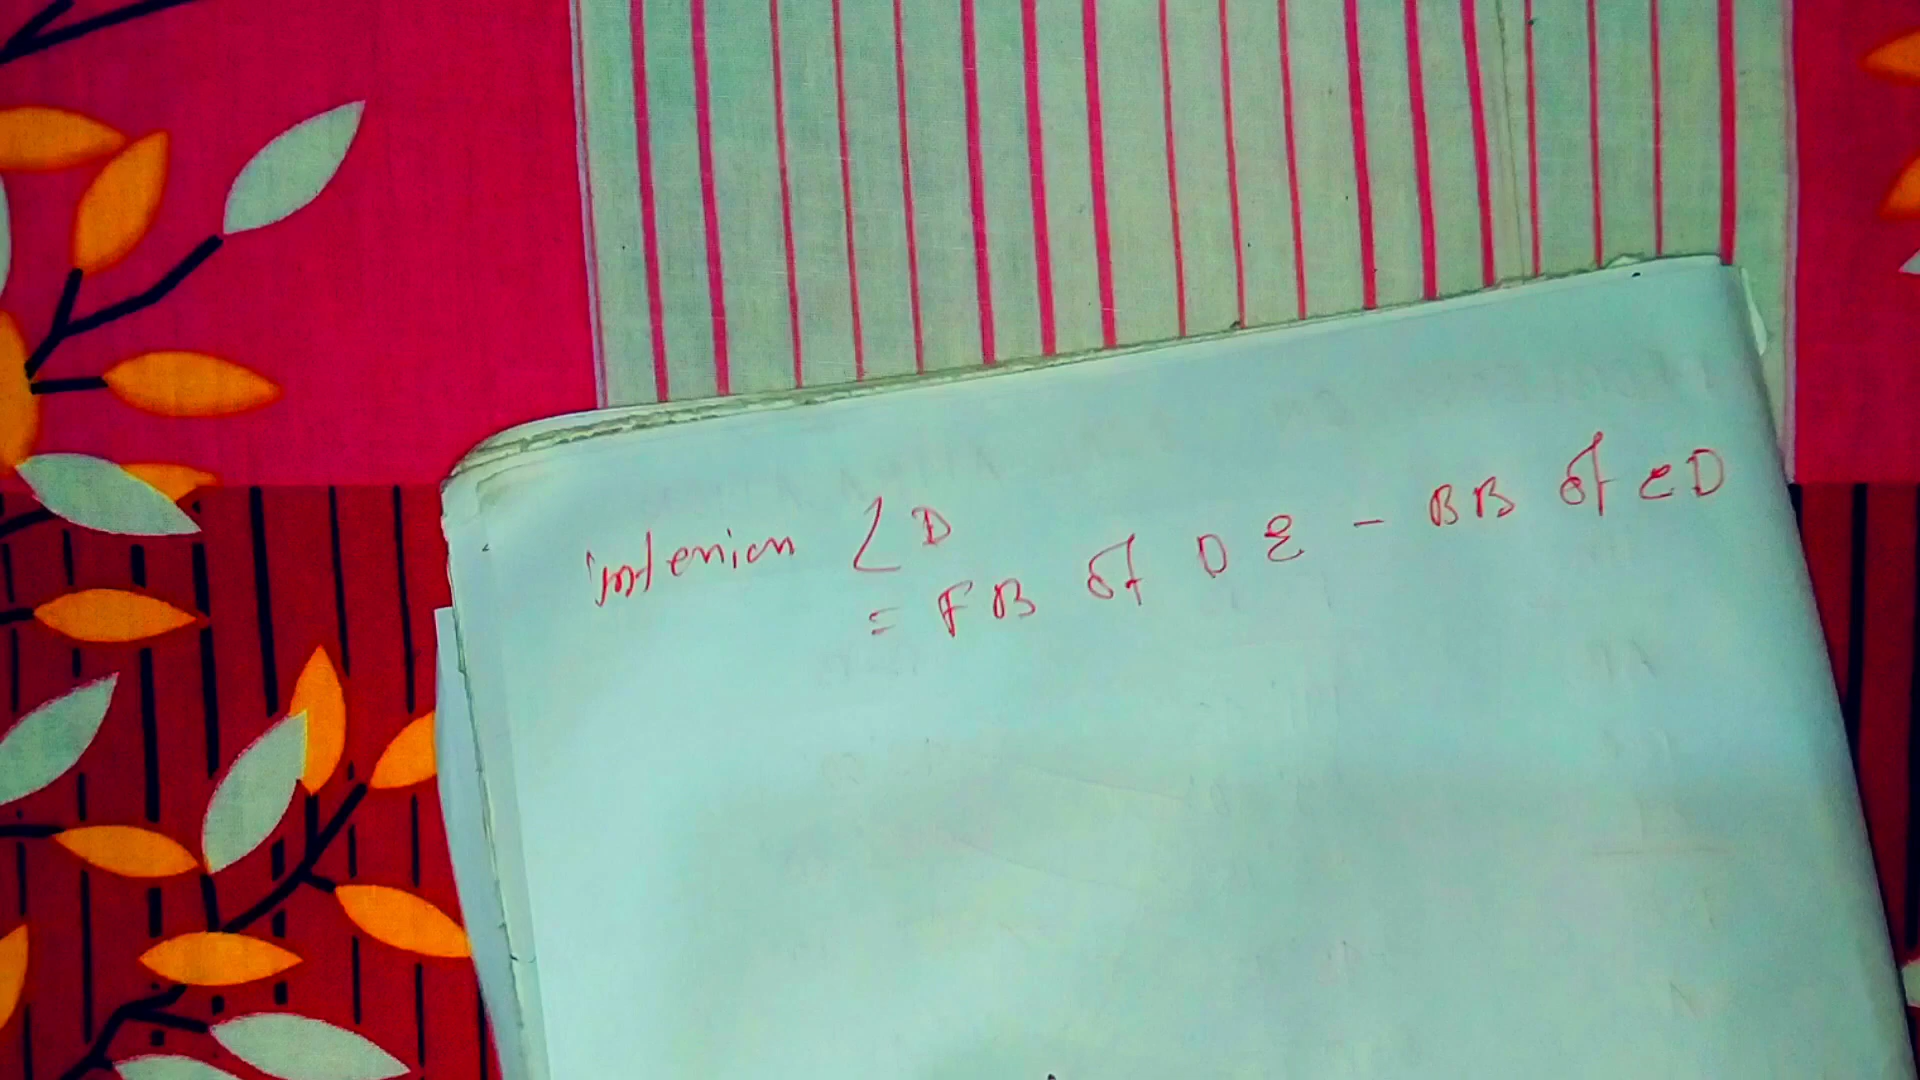 interior ∠D
= FB of DE - BB of CD